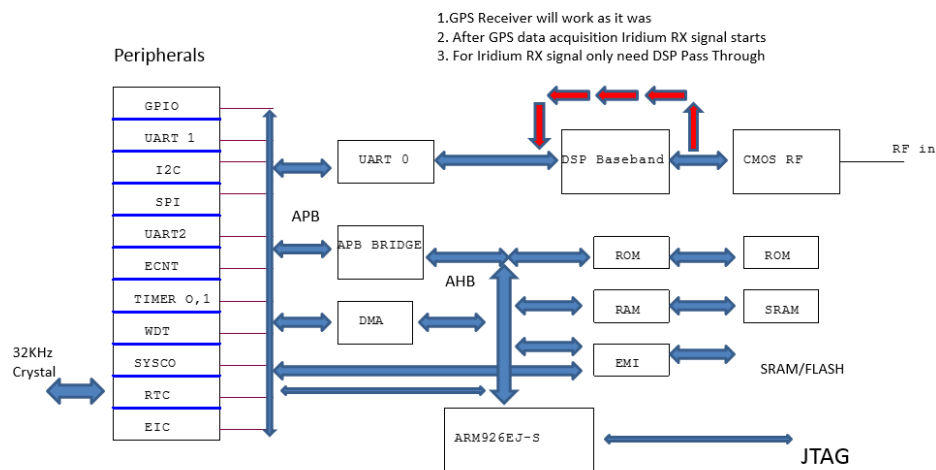 1.GPS Receiver will work as it was
2. After GPS data acquisition Iridium RX signal starts
3. For Iridium RX signal only need DSP Pass Through
Peripherals
GPIO
UART 1
I2C
SPI
UART2
ECNT
TIMER 0,1
WDT
SYSCO
RTC
EIC
32KHz
Crystal
APB
UART 0
DSP Baseband
CMOS RF
RF in
APB BRIDGE
AHB
ROM
ROM
DMA
RAM
SRAM
EMI
SRAM/FLASH
ARM926EJ-S
JTAG